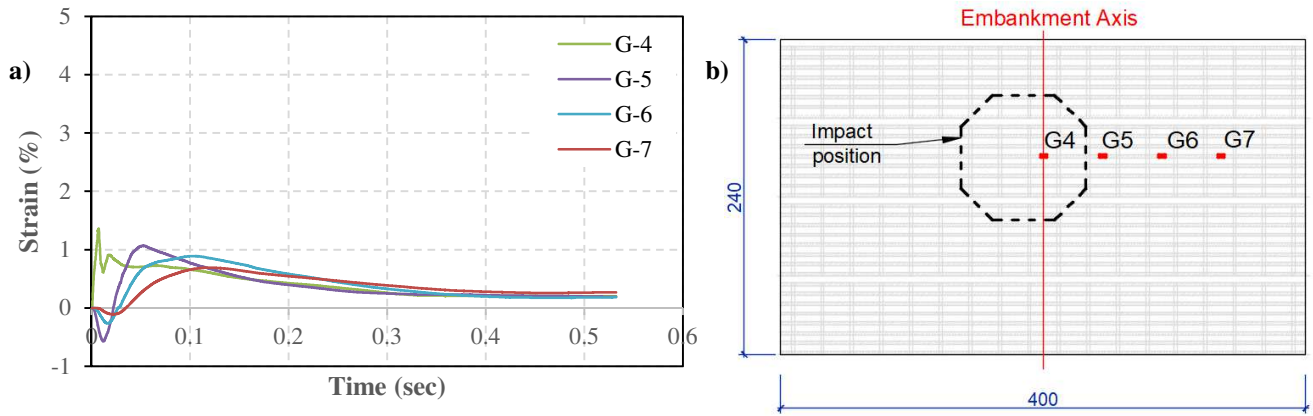 a)
Strain (%)
5
4
3
2
1
0
-1
0
0.1
0.2
0.3
0.4
0.5
0.6
Time (sec)
G-4
G-5
G-6
G-7
b)
Embankment Axis
Impact
position
G4
G5
G6
G7
240
400